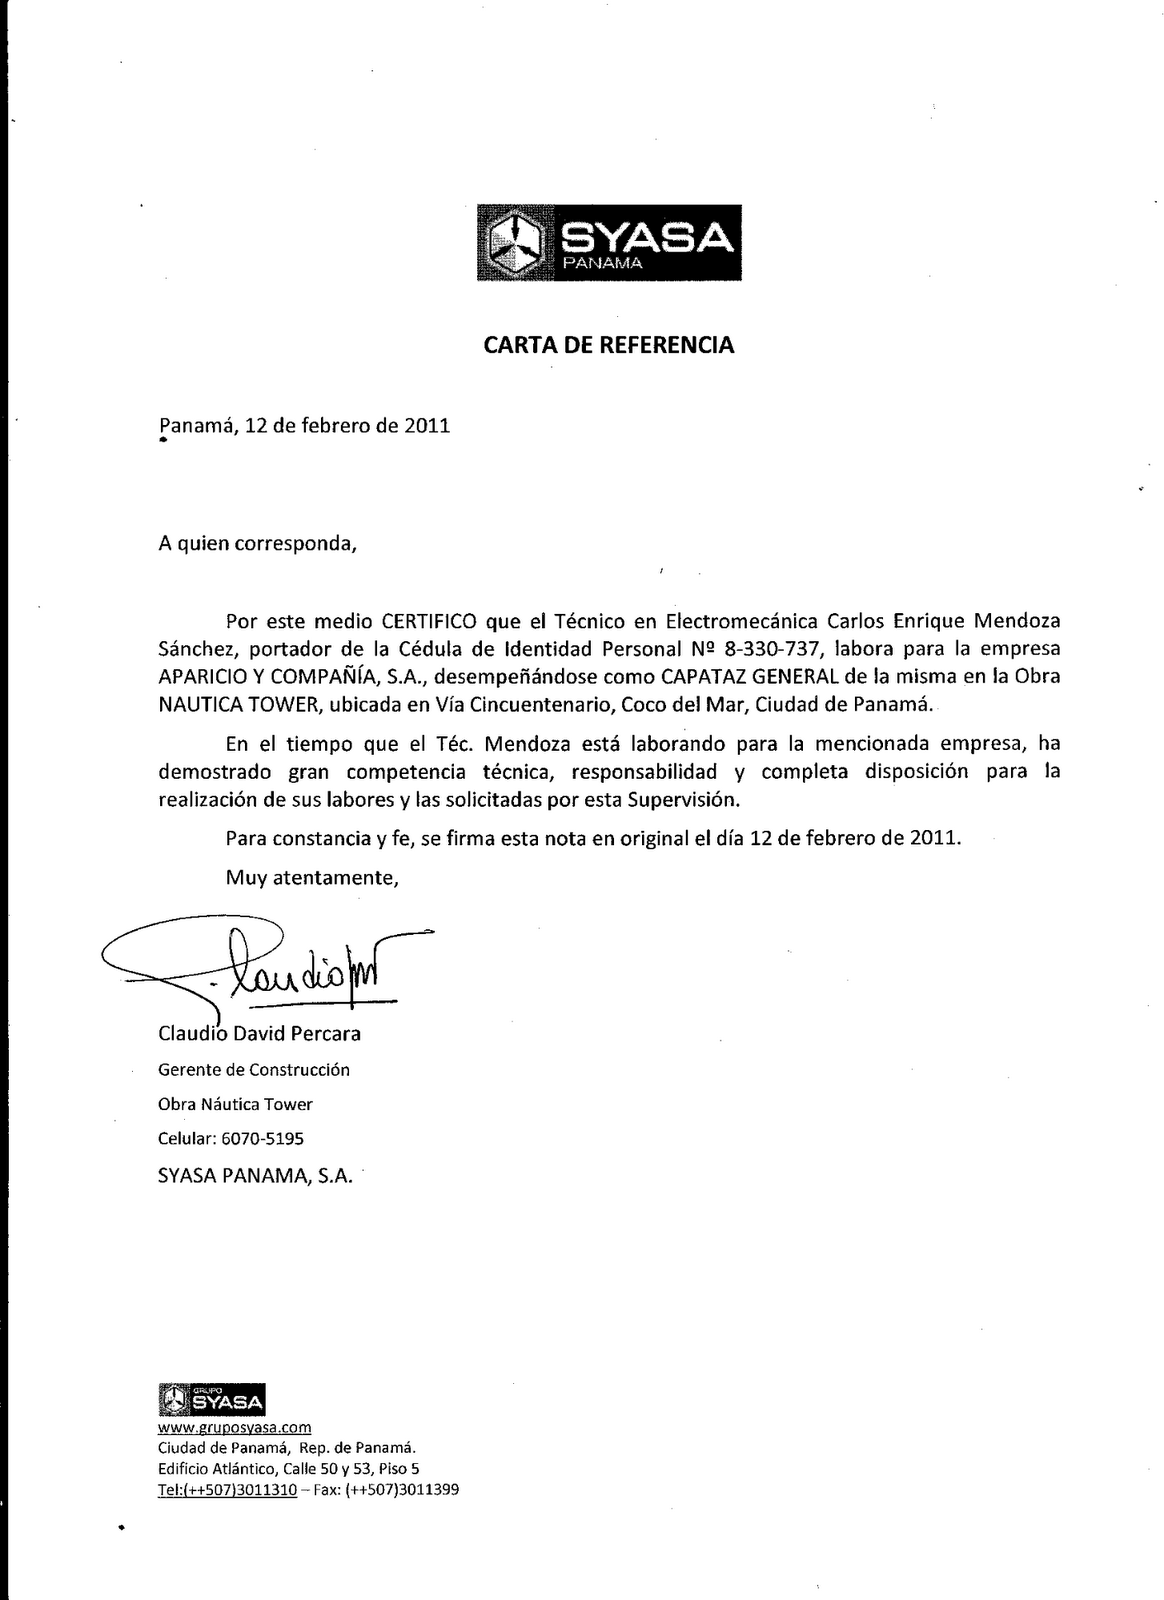 SYASA
PANAMA
CARTA DE REFERENCIA
Panamá, 12 de febrero de 2011
A quien corresponda,
Por este medio CERTIFICO que el Técnico en Electromecánica Carlos Enrique Mendoza
Sánchez, portador de la Cédula de Identidad Personal Nº 8-330-737, labora para la empresa
APARICIO Y COMPAÑÍA, S.A., desempeñándose como CAPATAZ GENERAL de la misma en la Obra
NAUTICA TOWER, ubicada en Vía Cincuentenario, Coco del Mar, Ciudad de Panamá.
En el tiempo que el Téc. Mendoza está laborando para la mencionada empresa, ha
demostrado gran competencia técnica, responsabilidad y completa disposición para la
realización de sus labores y las solicitadas por esta Supervisión.
Para constancia y fe, se firma esta nota en original el día 12 de febrero de 2011.
Muy atentamente,
Claudio David Percara
Gerente de Construcción
Obra Náutica Tower
Celular: 6070-5195
SYASA PANAMA, S.A.
GRUPO
SYASA
www.gruposyasa.com
Ciudad de Panamá, Rep. de Panamá.
Edificio Atlántico, Calle 50 y 53, Piso 5
Tel:(++507)3011310 – Fax: (++507)3011399